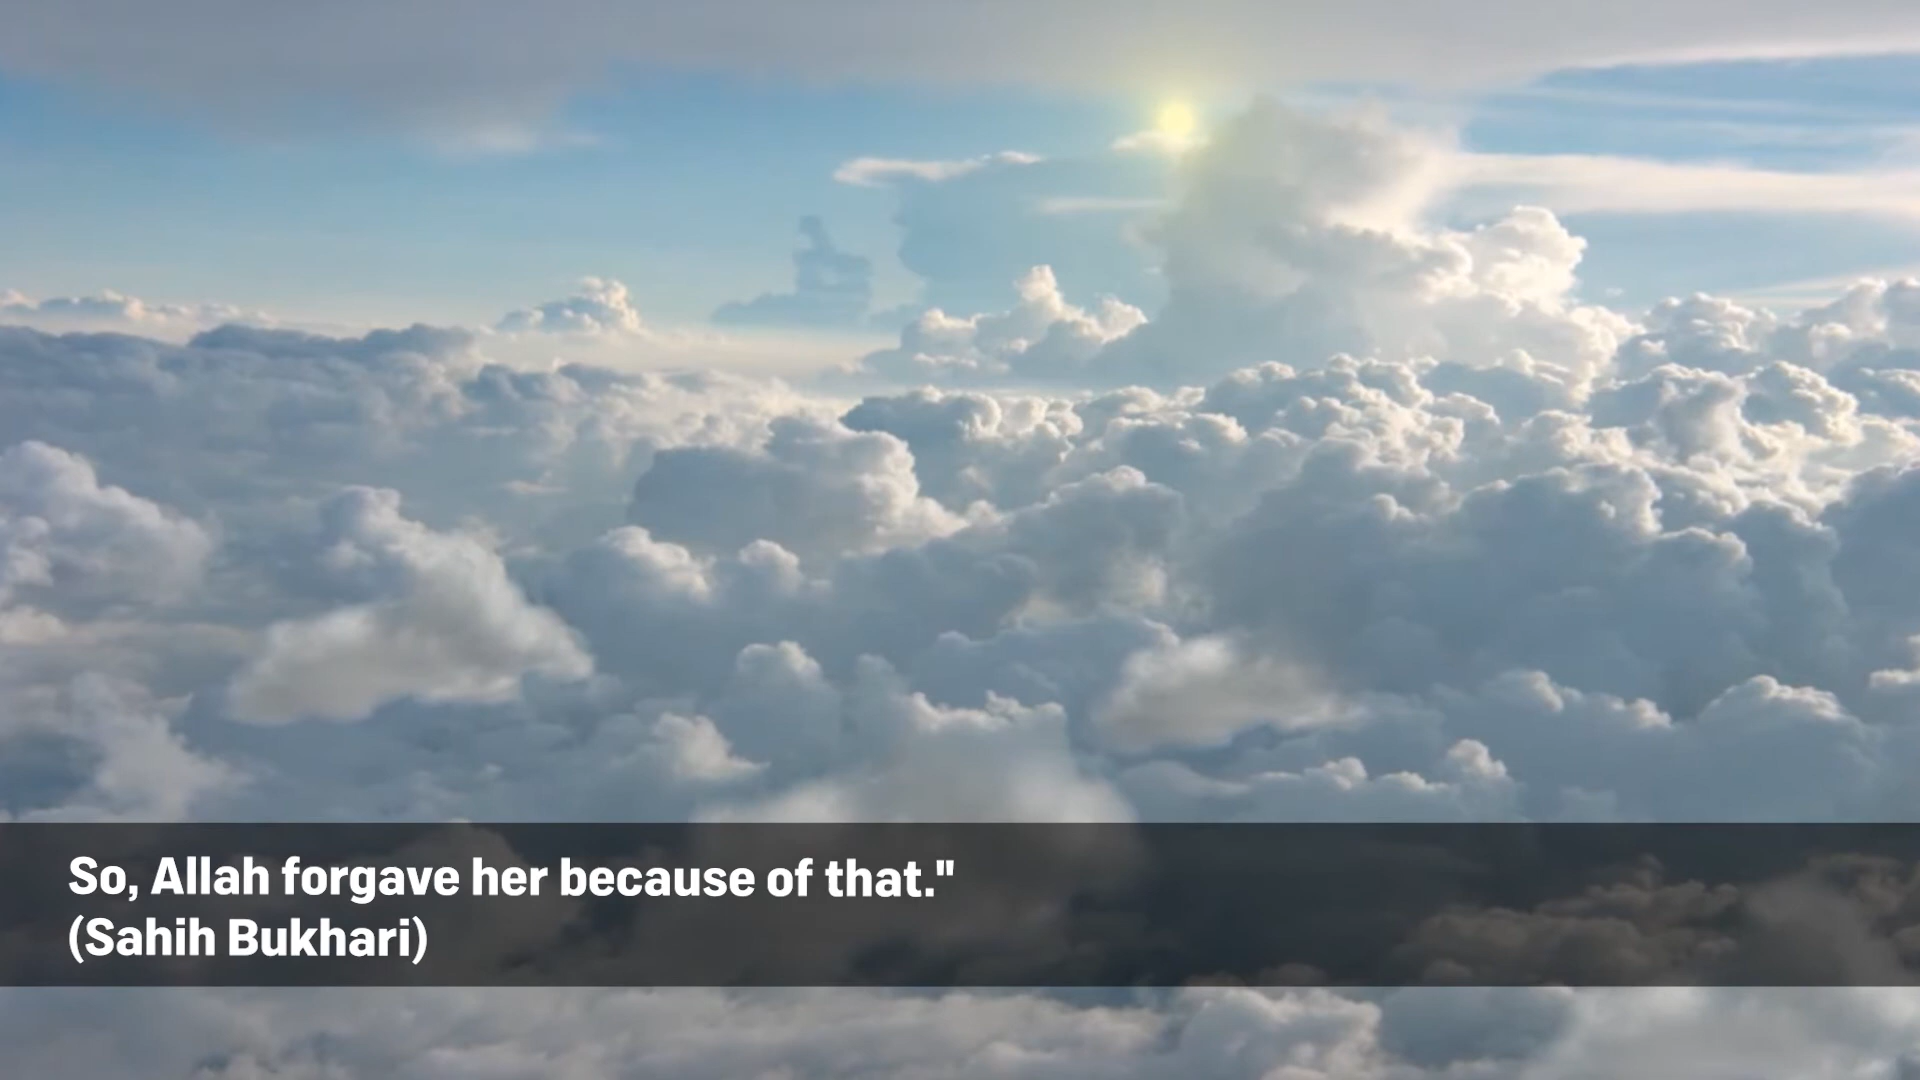 So, Allah forgave her because of that."
(Sahih Bukhari)